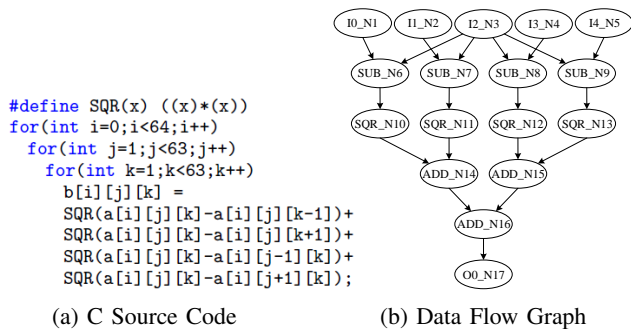 I0_N1 I1_N2 I2_N3 I3_N4 I4_N5
SUB_N6 SUB_N7 SUB_N8 SUB_N9
SQR_N10 SQR_N11 SQR_N12 SQR_N13
ADD_N14 ADD_N15
ADD_N16
O0_N17
#define SQR(x) ((x)*(x))
for(int i=0;i<64;i++)
for(int j=1;j<63;j++)
for(int k=1;k<63;k++)
b[i][j][k] =
SQR(a[i][j][k]-a[i][j][k-1])+
SQR(a[i][j][k]-a[i][j][k+1])+
SQR(a[i][j][k]-a[i][j-1][k])+
SQR(a[i][j][k]-a[i][j+1][k]);
(a) C Source Code
(b) Data Flow Graph